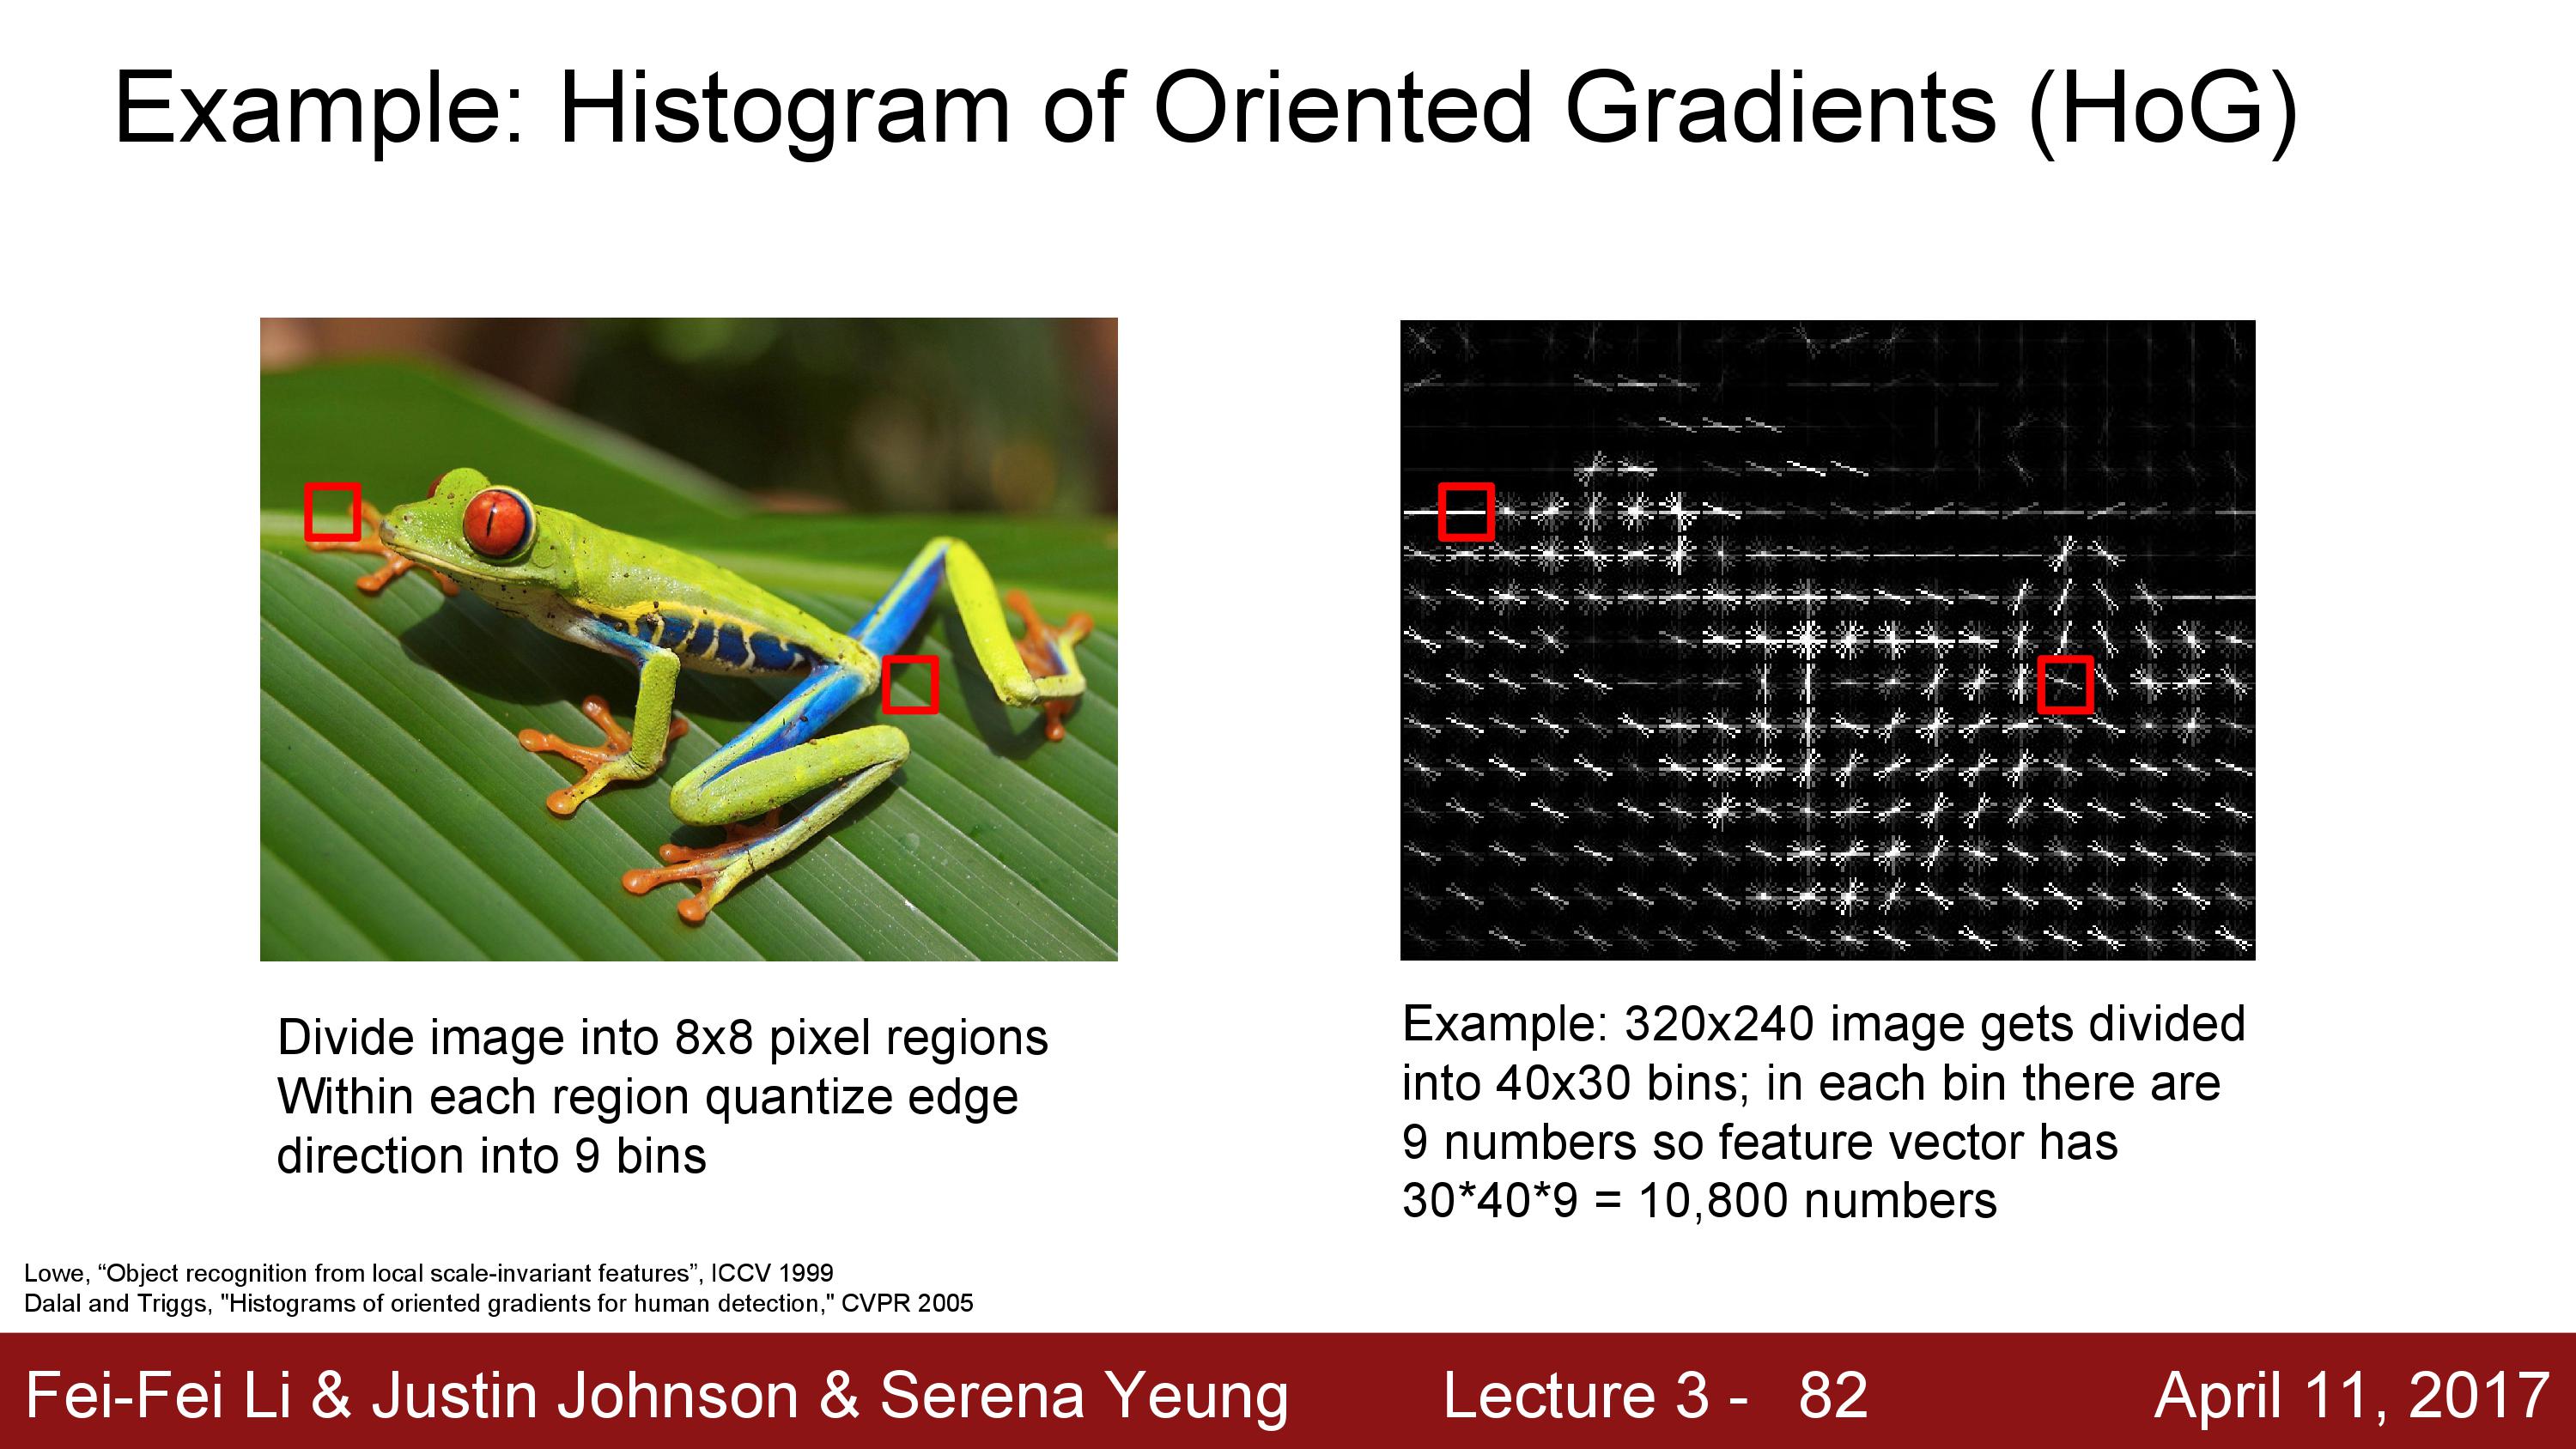 Example: Histogram of Oriented Gradients (HoG)
Divide image into 8x8 pixel regions
Within each region quantize edge
direction into 9 bins
Example: 320x240 image gets divided
into 40x30 bins; in each bin there are
9 numbers so feature vector has
30*40*9 = 10,800 numbers
Lowe, “Object recognition from local scale-invariant features”, ICCV 1999
Dalal and Triggs, "Histograms of oriented gradients for human detection," CVPR 2005
Fei-Fei Li & Justin Johnson & Serena Yeung Lecture 3 - 82 April 11, 2017